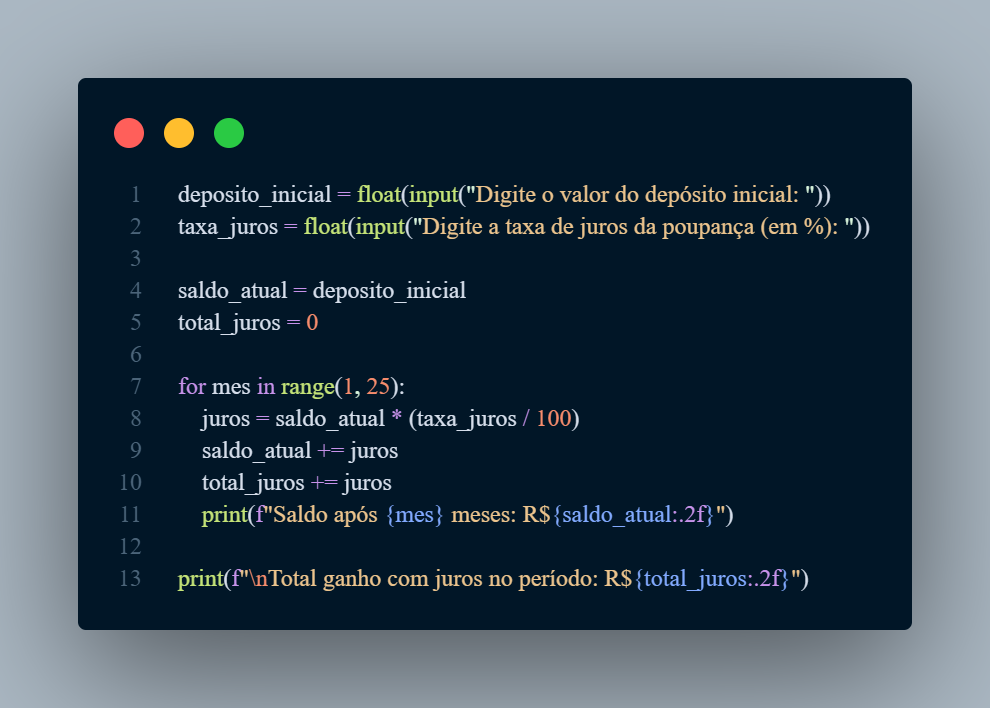 1 deposito_inicial = float(input("Digite o valor do depósito inicial: "))
2 taxa_juros = float(input("Digite a taxa de juros da poupança (em %): "))
3
4 saldo_atual = deposito_inicial
5 total_juros = 0
6
7 for mes in range(1, 25):
8     juros = saldo_atual * (taxa_juros / 100)
9     saldo_atual += juros
10     total_juros += juros
11     print(f"Saldo após {mes} meses: R${saldo_atual:.2f}")
12
13 print(f"\nTotal ganho com juros no período: R${total_juros:.2f}")